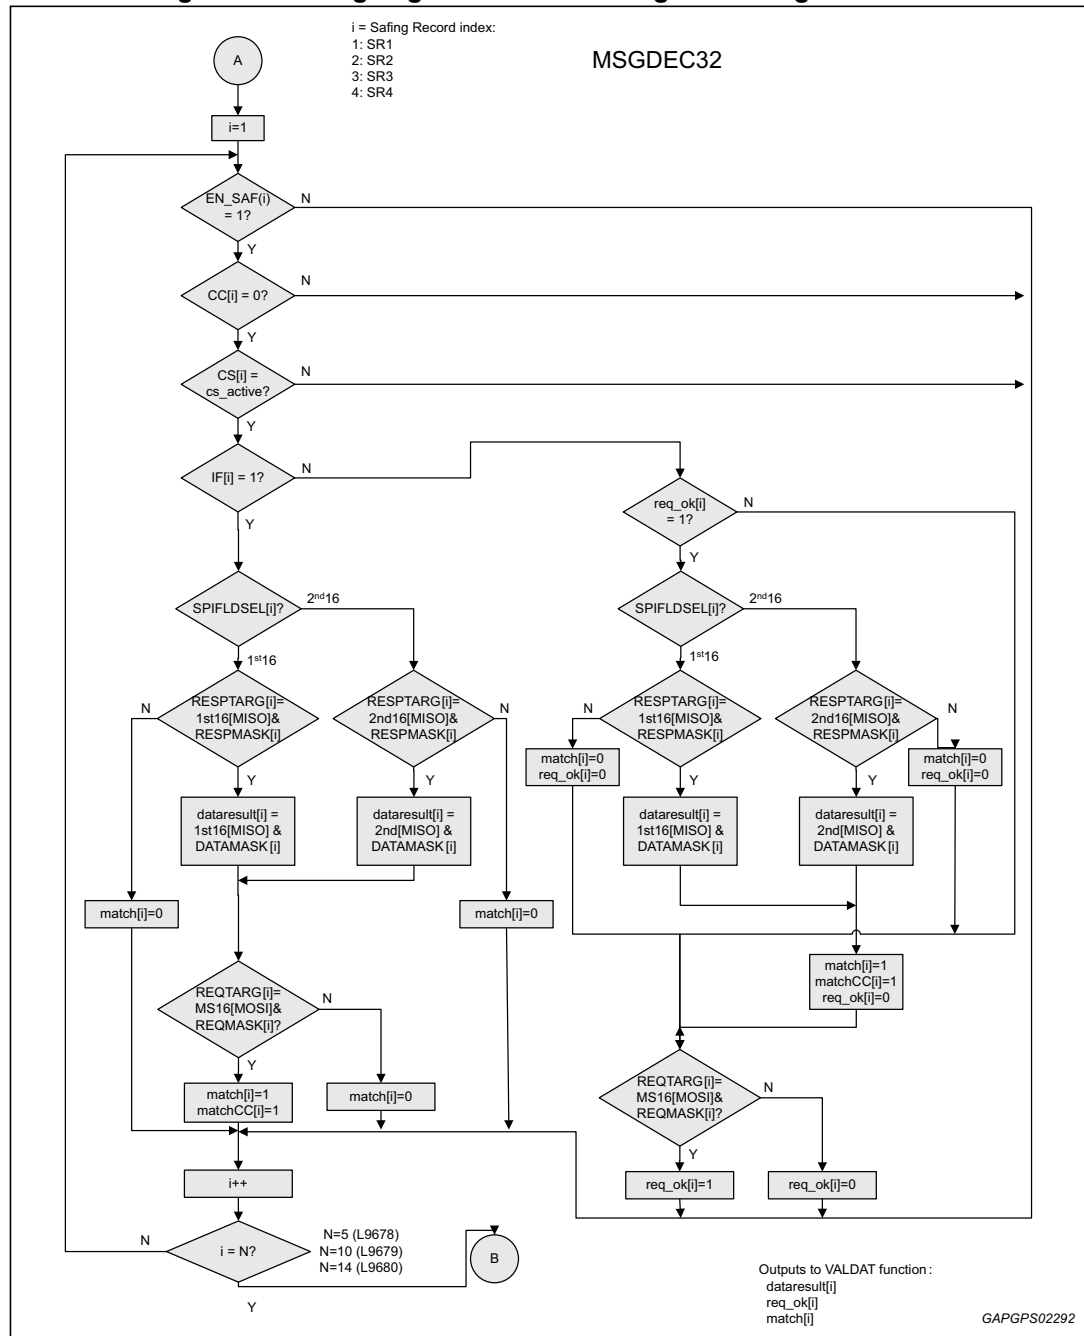 i = Safing Record index:
1: SR1
2: SR2
3: SR3
4: SR4
MSGDEC32
A
i=1
EN_SAF(i)
= 1?
N
Y
CC[i] = 0?
N
Y
CS[i] =
cs_active?
N
Y
IF[i] = 1?
N
Y
req_ok[i]
= 1?
N
Y
SPIFLDSEL[i]?
2nd16
1st16
SPIFLDSEL[i]?
2nd16
1st16
RESPTARG[i]=
1st16[MISO]&
RESPMASK[i]
N
Y
RESPTARG[i]=
2nd16[MISO]&
RESPMASK[i]
N
Y
RESPTARG[i]=
1st16[MISO]&
RESPMASK[i]
N
Y
RESPTARG[i]=
2nd16[MISO]&
RESPMASK[i]
N
Y
match[i]=0
req_ok[i]=0
match[i]=0
req_ok[i]=0
dataresult[i] =
1st16[MISO] &
DATAMASK[i]
dataresult[i] =
2nd[MISO] &
DATAMASK[i]
dataresult[i] =
1st16[MISO] &
DATAMASK[i]
dataresult[i] =
2nd[MISO] &
DATAMASK[i]
match[i]=0
match[i]=0
match[i]=1
matchCC[i]=1
req_ok[i]=0
REQTARG[i]=
MS16[MOSI]&
REQMASK[i]?
N
Y
match[i]=1
matchCC[i]=1
match[i]=0
REQTARG[i]=
MS16[MOSI]&
REQMASK[i]?
N
Y
req_ok[i]=1
req_ok[i]=0
i++
i = N?
N
Y
N=5 (L9678)
N=10 (L9679)
N=14 (L9680)
B
Outputs to VALDAT function :
dataresult[i]
req_ok[i]
match[i]
GAPGPS02292